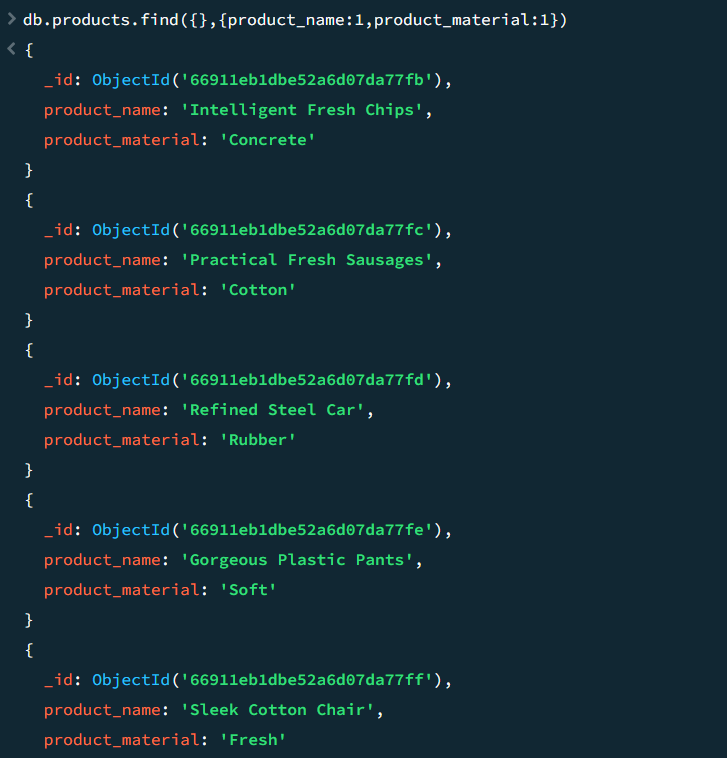 db.products.find({},{product_name:1,product_material:1})
{
_id: ObjectId('66911eb1dbe52a6d07da77fb'),
product_name: 'Intelligent Fresh Chips',
product_material: 'Concrete'
}
{
_id: ObjectId('66911eb1dbe52a6d07da77fc'),
product_name: 'Practical Fresh Sausages',
product_material: 'Cotton'
}
{
_id: ObjectId('66911eb1dbe52a6d07da77fd'),
product_name: 'Refined Steel Car',
product_material: 'Rubber'
}
{
_id: ObjectId('66911eb1dbe52a6d07da77fe'),
product_name: 'Gorgeous Plastic Pants',
product_material: 'Soft'
}
{
_id: ObjectId('66911eb1dbe52a6d07da77ff'),
product_name: 'Sleek Cotton Chair',
product_material: 'Fresh'